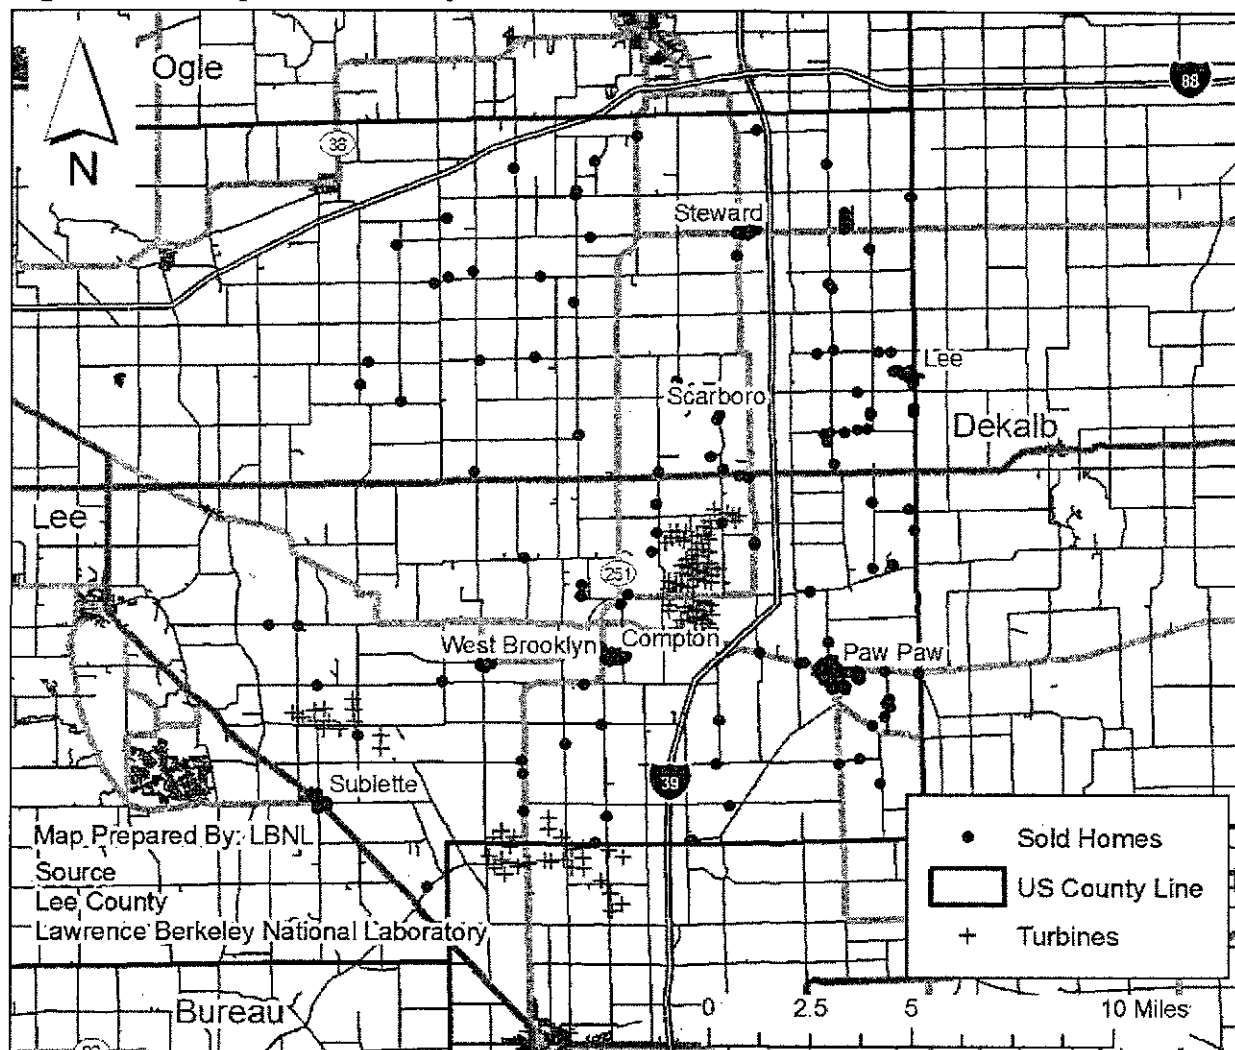 Ogle
88
N
38
Steward
Lee
Scarboro
Dekalb
Lee
251
West Brooklyn
Compton
Paw Paw
39
Sublette
Map Prepared By: LBNL
Source
Lee County
Lawrence Berkeley National Laboratory
Sold Homes
US County Line
Turbines
Bureau
0 2.5 5 10 Miles